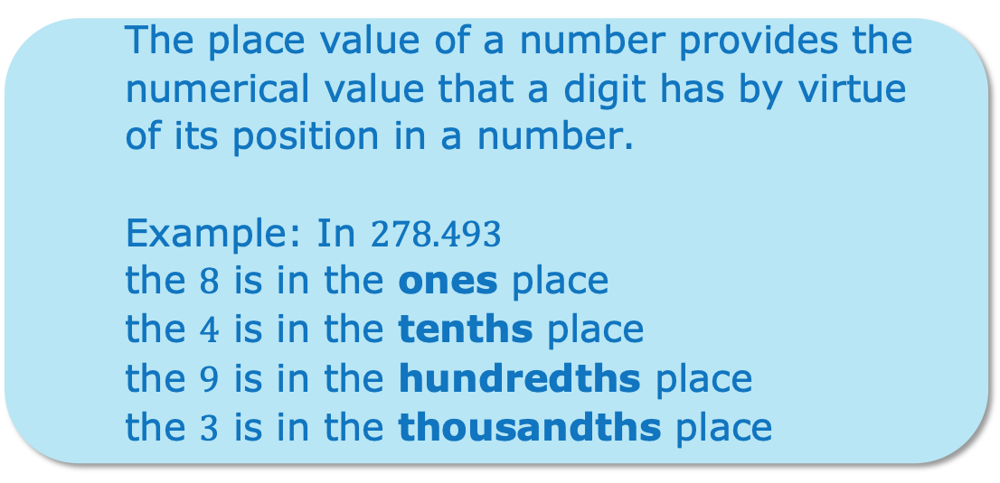 The place value of a number provides the
numerical value that a digit has by virtue
of its position in a number.
Example: In 278.493
the 8 is in the ones place
the 4 is in the tenths place
the 9 is in the hundredths place
the 3 is in the thousandths place